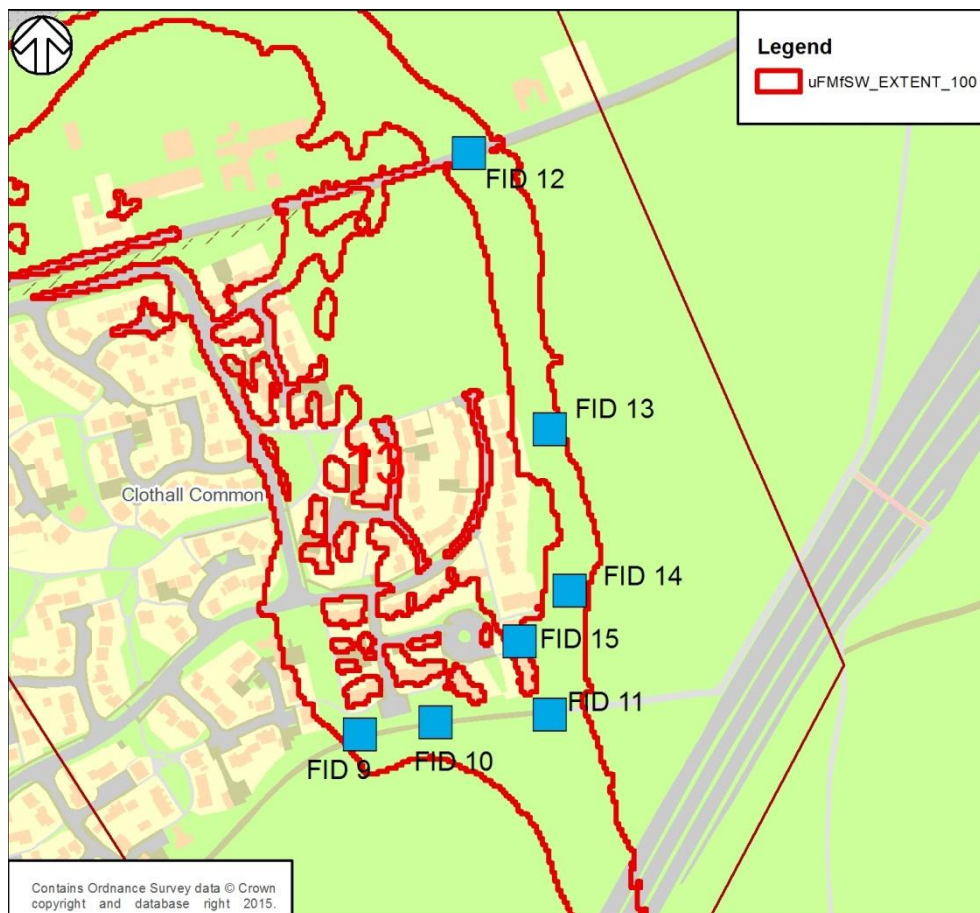 Legend
uFMfSW_EXTENT_100
FID 12
FID 13
Clothall Common
FID 14
FID 15
FID 11
FID 10
FID 9
Contains Ordnance Survey data © Crown
copyright and database right 2015.